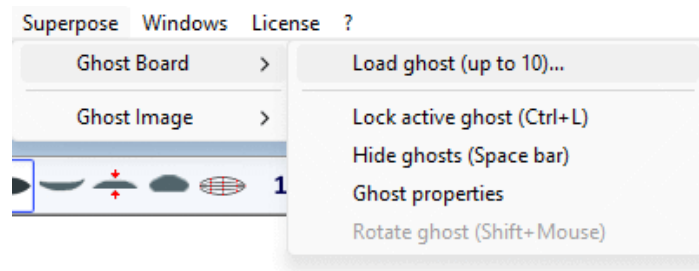 Superpose Windows License ?
Ghost Board > Load ghost (up to 10)...
Ghost Image > Lock active ghost (Ctrl+L)
Hide ghosts (Space bar)
1 Ghost properties
Rotate ghost (Shift+Mouse)